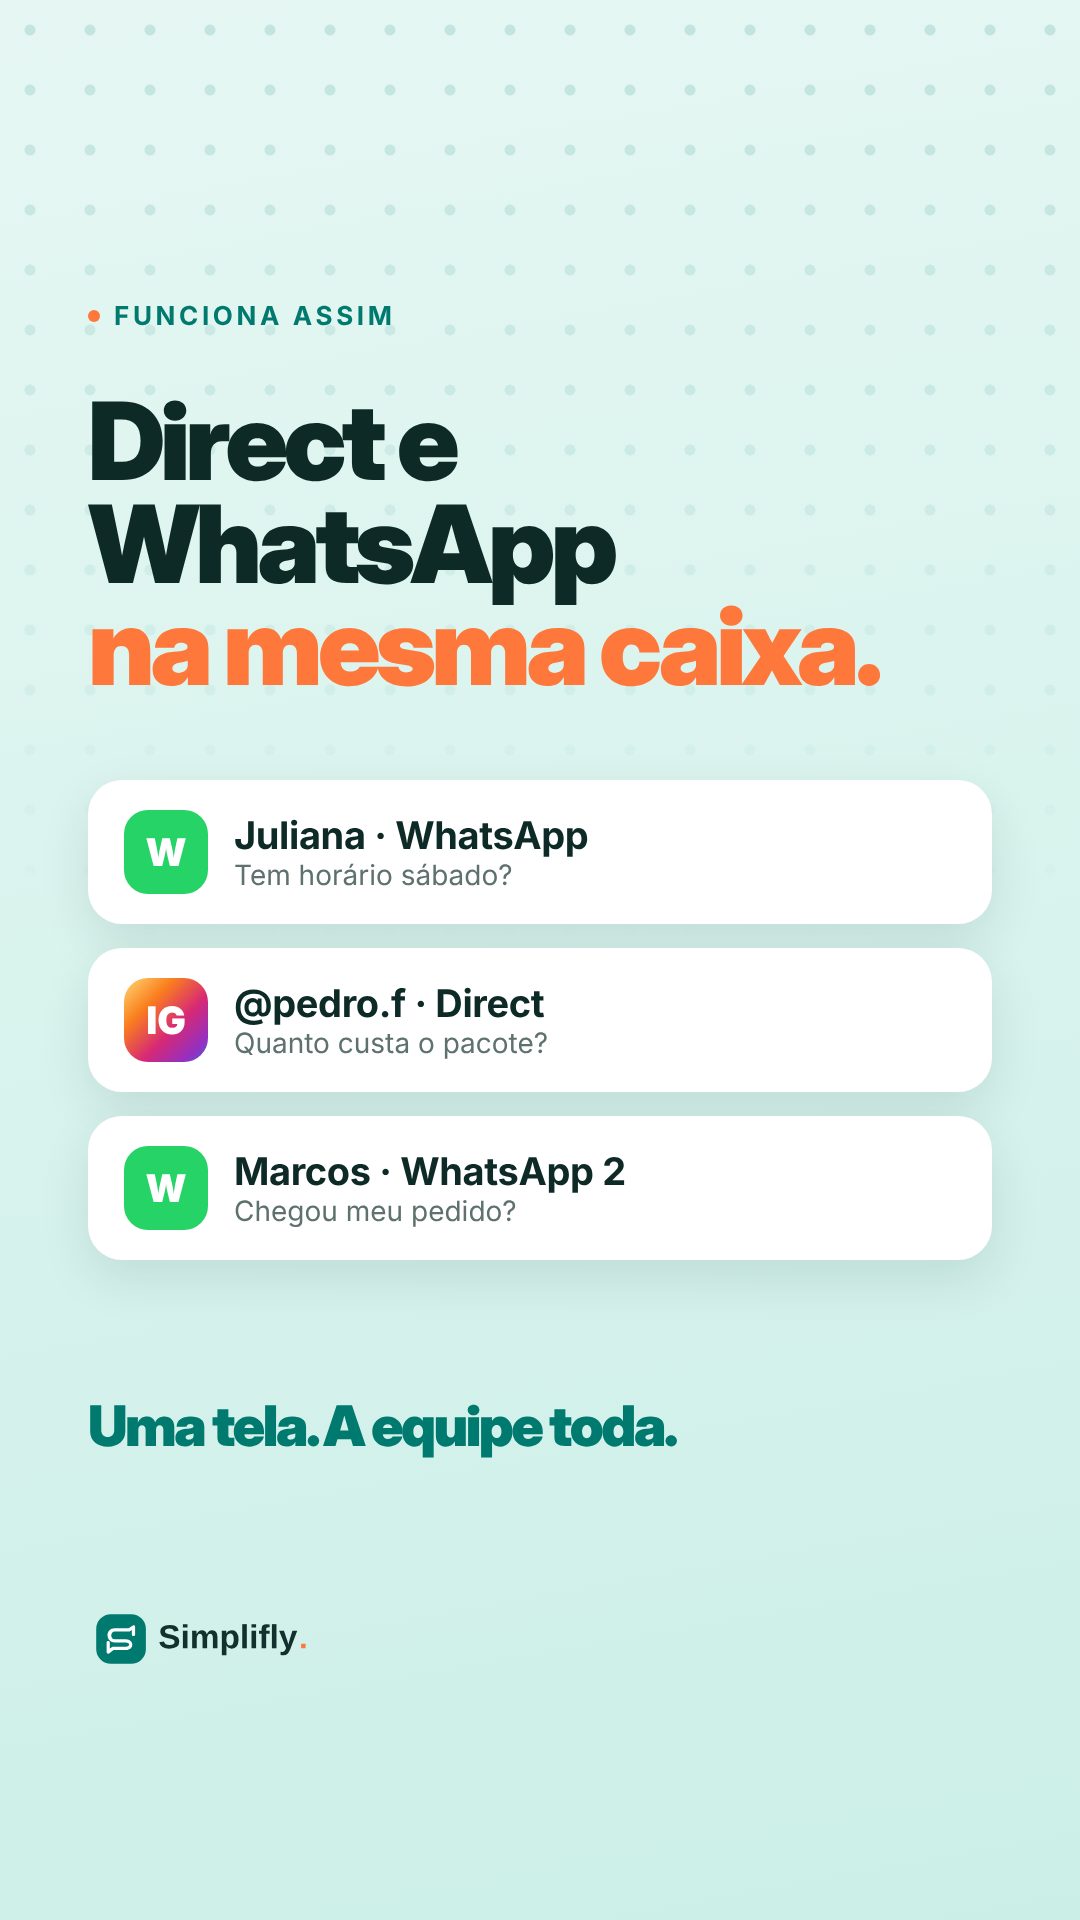 FUNCIONA ASSIM
Direct e
WhatsApp
na mesma caixa.
W
Juliana · WhatsApp
Tem horário sábado?
IG
@pedro.f · Direct
Quanto custa o pacote?
W
Marcos · WhatsApp 2
Chegou meu pedido?
Uma tela. A equipe toda.
Simplifly.